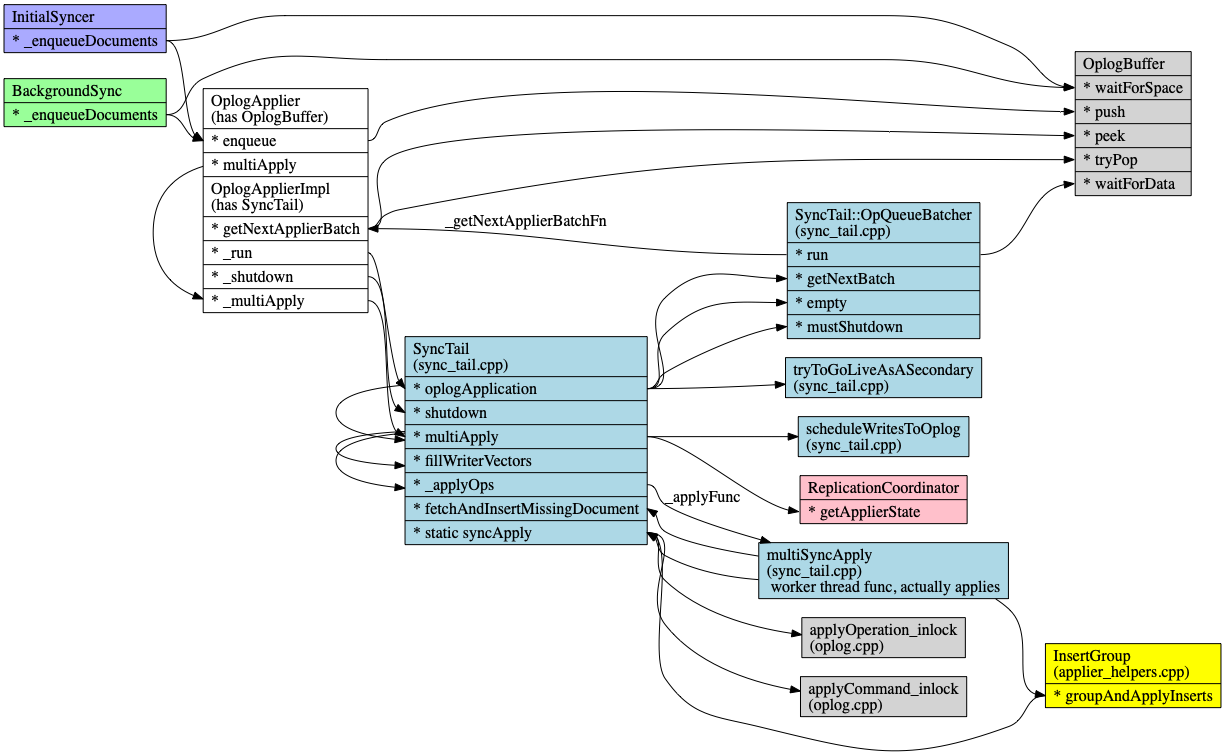 InitialSyncer
* _enqueueDocuments
BackgroundSync
* _enqueueDocuments
OplogApplier
(has OplogBuffer)
* enqueue
* multiApply
OplogApplierImpl
(has SyncTail)
* getNextApplierBatch
* _run
* _shutdown
* _multiApply
OplogBuffer
* waitForSpace
* push
* peek
* tryPop
* waitForData
_getNextApplierBatchFn
SyncTail::OpQueueBatcher
(sync_tail.cpp)
* run
* getNextBatch
* empty
* mustShutdown
SyncTail
(sync_tail.cpp)
* oplogApplication
* shutdown
* multiApply
* fillWriterVectors
* _applyOps
* fetchAndInsertMissingDocument
* static syncApply
tryToGoLiveAsASecondary
(sync_tail.cpp)
scheduleWritesToOplog
(sync_tail.cpp)
ReplicationCoordinator
* getApplierState
_applyFunc
multiSyncApply
(sync_tail.cpp)
worker thread func, actually applies
applyOperation_inlock
(oplog.cpp)
applyCommand_inlock
(oplog.cpp)
InsertGroup
(applier_helpers.cpp)
* groupAndApplyInserts